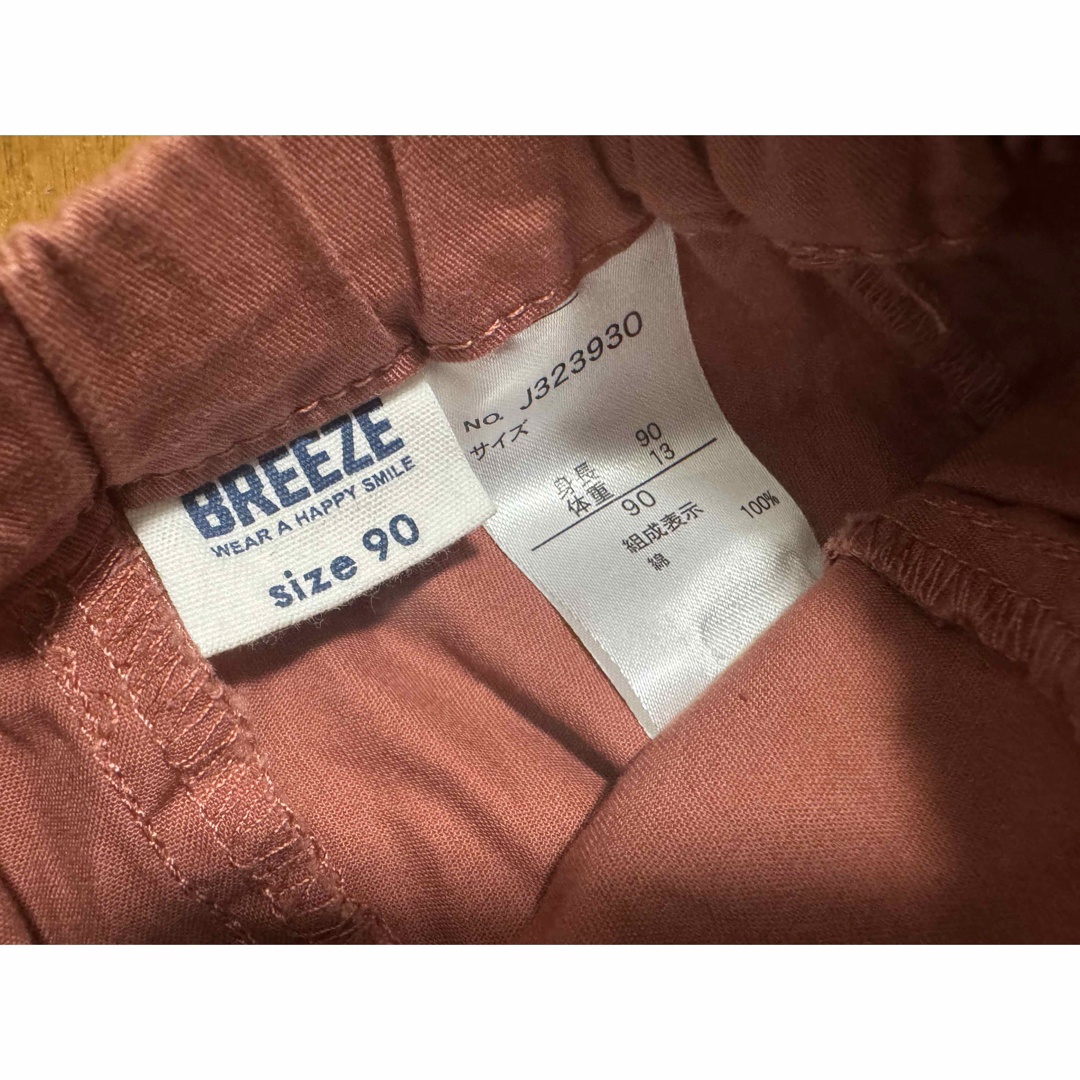 BREEZE
WEAR A HAPPY SMILE
size 90
NO. J323930
サイズ
身長 90
体重 13
90
組成表示
綿 100%